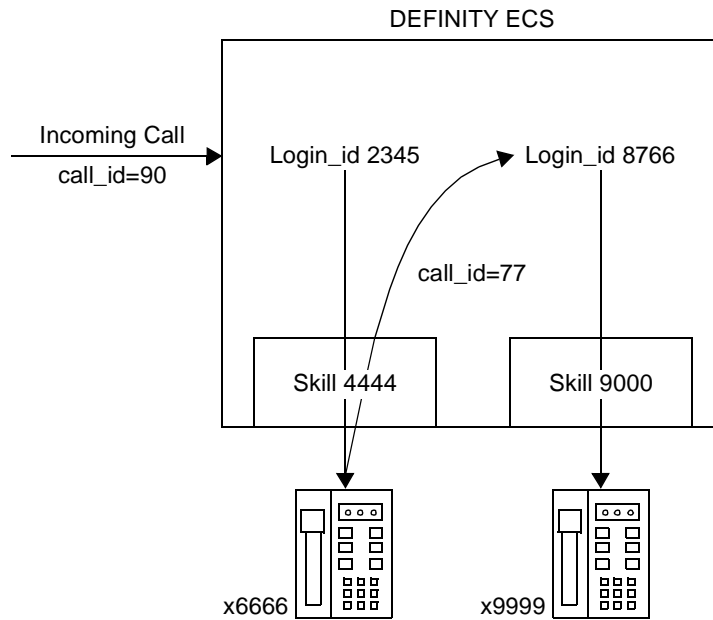 DEFINITY ECS
Incoming Call
call_id=90
Login_id 2345
Login_id 8766
call_id=77
Skill 4444
Skill 9000
x6666
x9999